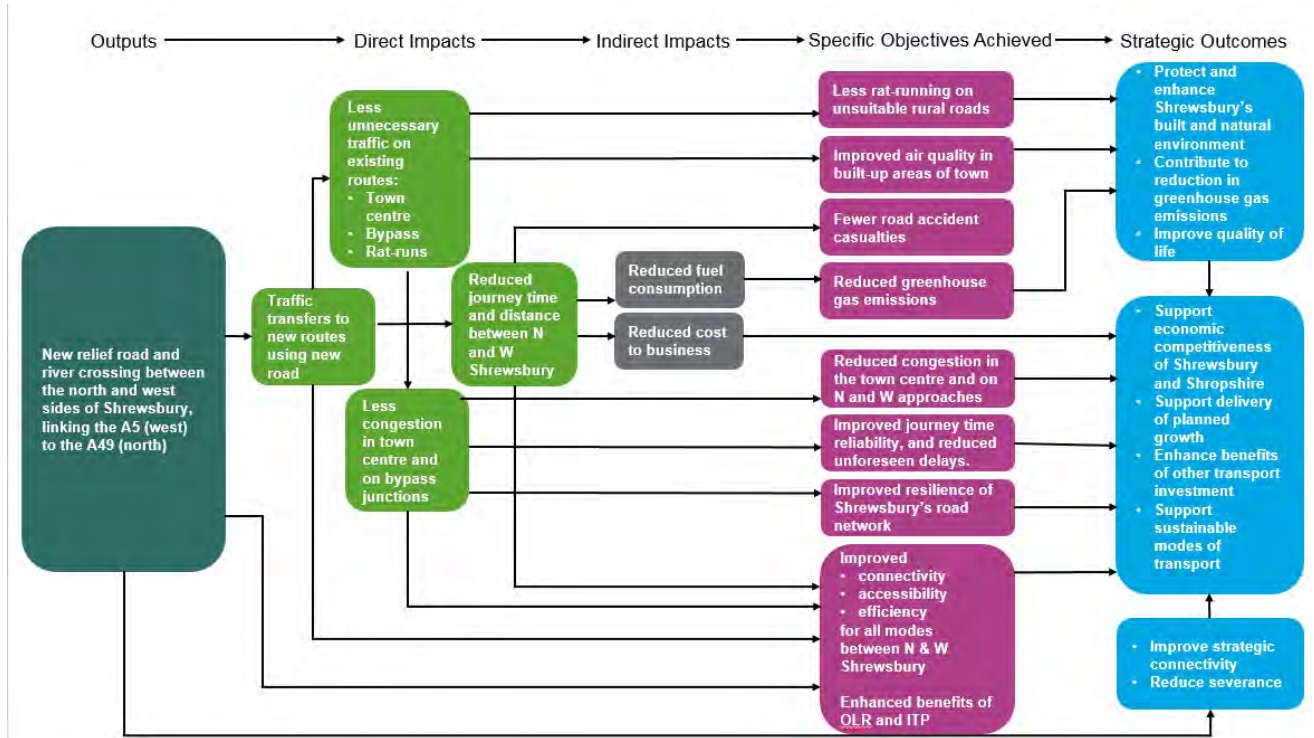 Outputs
Direct Impacts
Indirect Impacts
Specific Objectives Achieved
Strategic Outcomes
New relief road and
river crossing between
the north and west
sides of Shrewsbury,
linking the A5 (west)
to the A49 (north)
Traffic
transfers to
new routes
using new
road
Less
unnecessary
traffic on
existing
routes:
• Town
centre
• Bypass
• Rat-runs
Reduced
journey time
and distance
between N
and W
Shrewsbury
Less
congestion
in town
centre and
on bypass
junctions
Reduced fuel
consumption
Reduced cost
to business
Less rat-running on
unsuitable rural roads
Improved air quality in
built-up areas of town
Fewer road accident
casualties
Reduced greenhouse
gas emissions
Reduced congestion in
the town centre and on
N and W approaches
Improved journey time
reliability, and reduced
unforeseen delays.
Improved resilience of
Shrewsbury's road
network
Improved
• connectivity
• accessibility
• efficiency
for all modes
between N & W
Shrewsbury
Enhanced benefits of
OLR and ITP
• Protect and
enhance
Shrewsbury's
built and natural
environment
• Contribute to
reduction in
greenhouse gas
emissions
• Improve quality of
life
• Support
economic
competitiveness
of Shrewsbury
and Shropshire
• Support delivery
of planned
growth
• Enhance benefits
of other transport
investment
• Support
sustainable
modes of
transport
• Improve strategic
connectivity
• Reduce severance